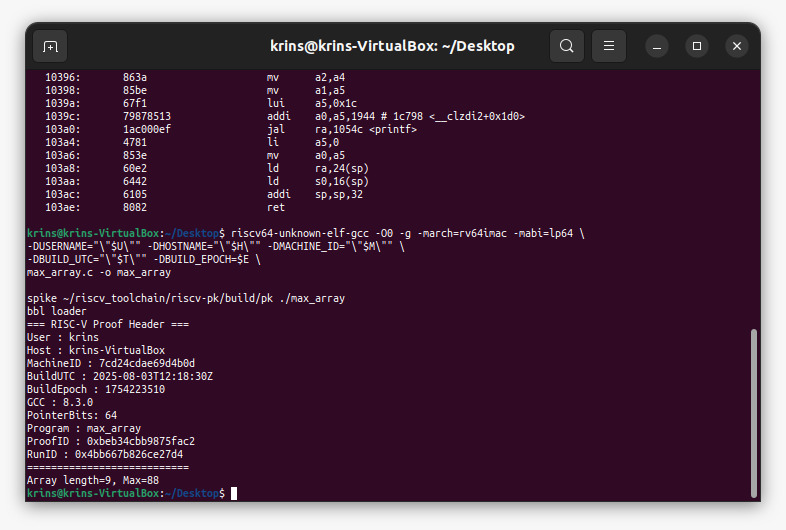 krins@krins-VirtualBox: ~/Desktop
10396: 863a mv a2,a4
10398: 85be mv a1,a5
1039a: 67f1 lui a5,0x1c
1039c: 79878513 addi a0,a5,1944 # 1c798 <__clzdi2+0x1d0>
103a0: 1ac000ef jal ra,1054c <printf>
103a4: 4781 li a5,0
103a6: 853e mv a0,a5
103a8: 60e2 ld ra,24(sp)
103aa: 6442 ld s0,16(sp)
103ac: 6105 addi sp,sp,32
103ae: 8082 ret
krins@krins-VirtualBox:~/Desktop$ riscv64-unknown-elf-gcc -O0 -g -march=rv64imac -mabi=lp64 \
-DUSERNAME="\"$U\"" -DHOSTNAME="\"$H\"" -DMACHINE_ID="\"$M\"" \
-DBUILD_UTC="\"$T\"" -DBUILD_EPOCH=$E \
max_array.c -o max_array
spike ~/riscv_toolchain/riscv-pk/build/pk ./max_array
bbl loader
=== RISC-V Proof Header ===
User : krins
Host : krins-VirtualBox
MachineID : 7cd24cdae69d4b0d
BuildUTC : 2025-08-03T12:18:30Z
BuildEpoch : 1754223510
GCC : 8.3.0
PointerBits: 64
Program : max_array
ProofID : 0xbeb34cbb9875fac2
RunID : 0x4bb667b826ce27d4
===========================
Array length=9, Max=88
krins@krins-VirtualBox:~/Desktop$